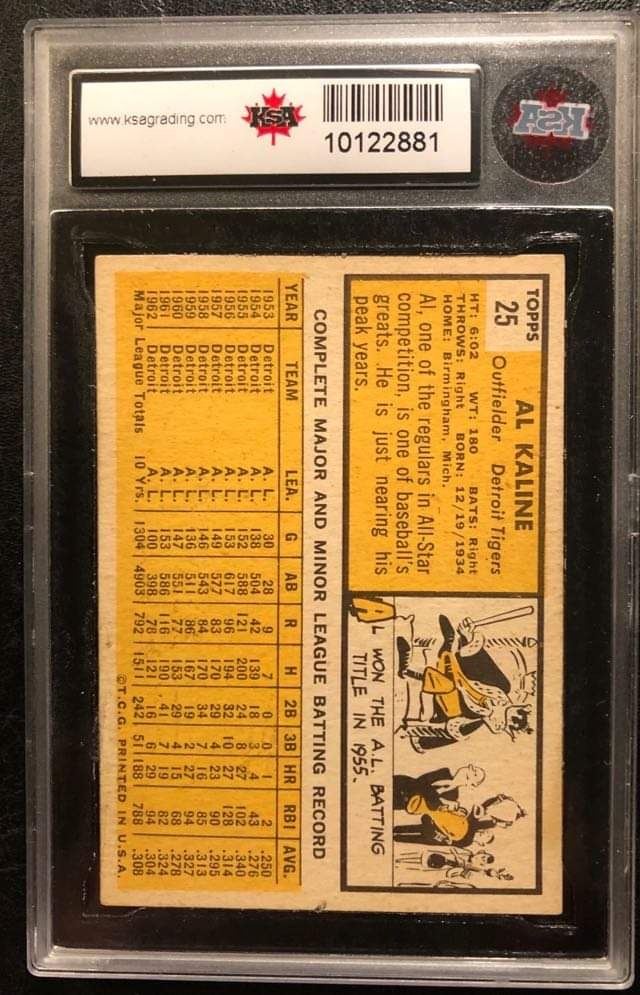 www.ksagrading.com
KSA
10122881
KSA
TOPPS
25
AL KALINE
Outfielder Detroit Tigers
HT: 6:02 WT: 180 BATS: Right
THROWS: Right BORN: 12/19/1934
HOME: Birmingham, Mich.
Al, one of the regulars in All-Star
competition, is one of baseball's
greats. He is just nearing his
peak years.
AL WON THE A.L. BATTING
TITLE IN 1955.
COMPLETE MAJOR AND MINOR LEAGUE BATTING RECORD
YEAR TEAM LEA. G AB R H 2B 3B HR RBI AVG.
1953 Detroit A. L. 30 28 9 7 0 0 1 2 .250
1954 Detroit A. L. 138 504 42 139 18 3 4 43 .276
1955 Detroit A. L. 152 588 121 200 24 8 27 102 .340
1956 Detroit A. L. 153 617 96 194 32 10 27 128 .314
1957 Detroit A. L. 149 577 83 170 29 4 23 90 .295
1958 Detroit A. L. 146 543 84 170 34 7 16 85 .313
1959 Detroit A. L. 136 511 86 167 19 2 27 94 .327
1960 Detroit A. L. 147 551 77 153 29 4 15 68 .278
1961 Detroit A. L. 153 586 116 190 41 7 19 82 .324
1962 Detroit A. L. 100 398 78 121 16 6 29 94 .304
Major League Totals 10 Yrs. 1304 4903 792 1511 242 51 188 788 .308
©T.C.G. PRINTED IN U.S.A.